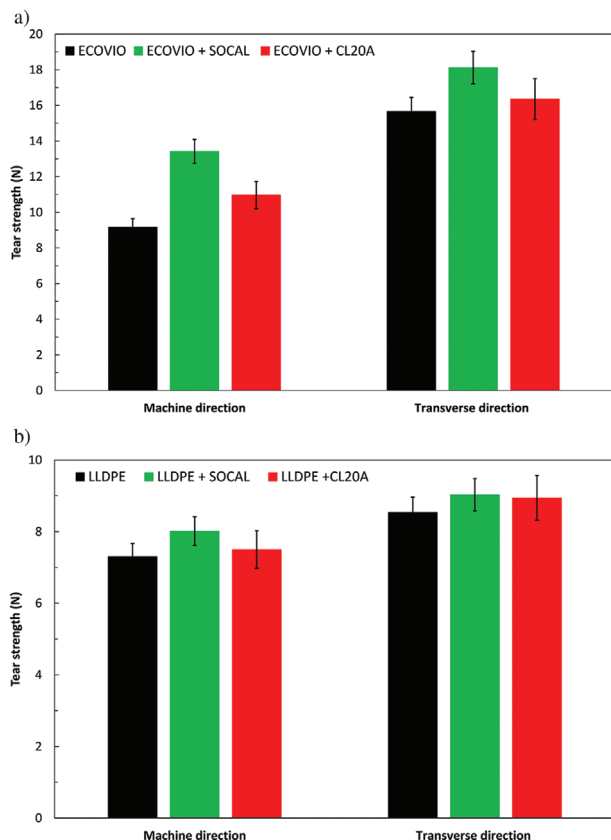 a)
20
ECOVIO ECOVIO + SOCAL ECOVIO + CL20A
18
16
14
12
10
8
6
4
2
0
Tear strength (N)
Machine direction Transverse direction
b)
10
LLDPE LLDPE + SOCAL LLDPE +CL20A
8
6
4
2
0
Tear strength (N)
Machine direction Transverse direction